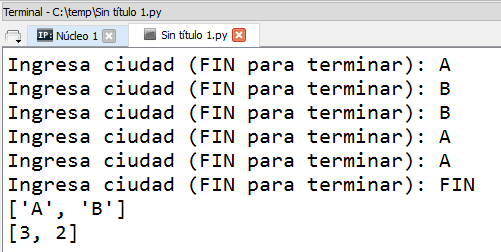 Terminal - C:\temp\Sin título 1.py
IP: Núcleo 1 Sin título 1.py
Ingresa ciudad (FIN para terminar): A
Ingresa ciudad (FIN para terminar): B
Ingresa ciudad (FIN para terminar): B
Ingresa ciudad (FIN para terminar): A
Ingresa ciudad (FIN para terminar): A
Ingresa ciudad (FIN para terminar): FIN
['A', 'B']
[3, 2]